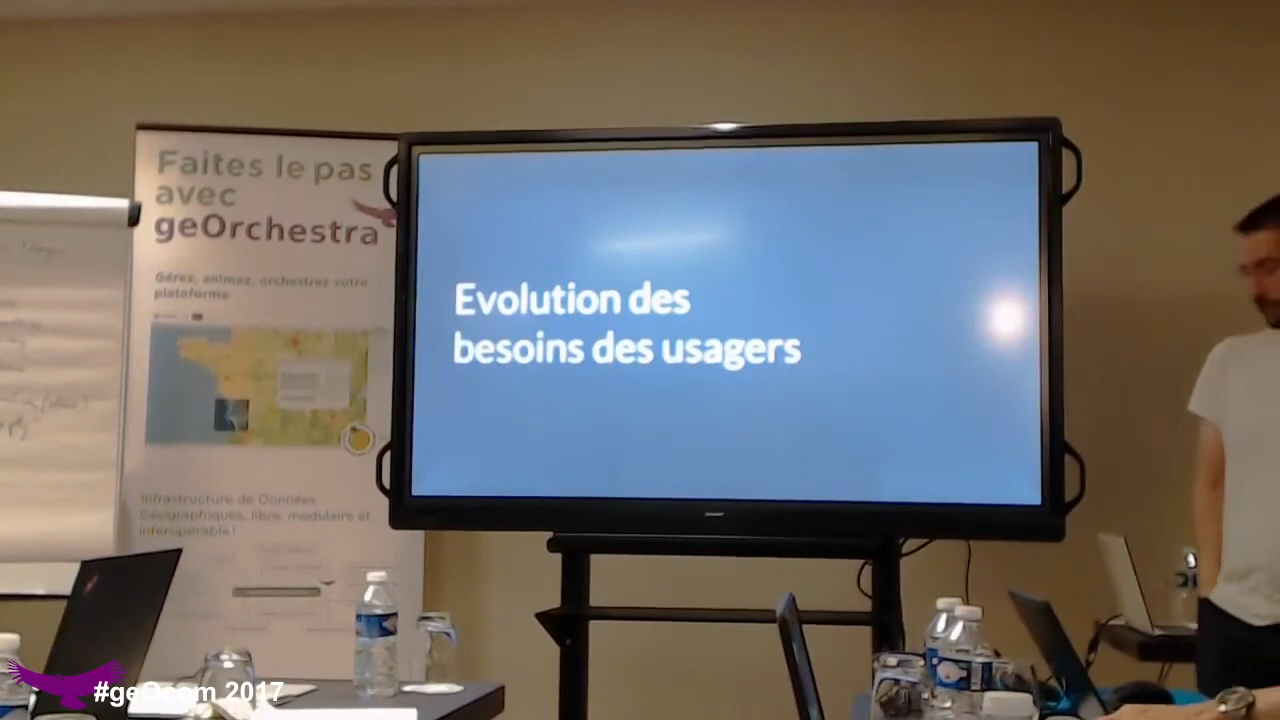 Faites le pas
avec
geOrchestra
Gérez, animez, orchestrez votre
plateforme
Infrastructure de Données
Géographiques, libre, modulaire et
interopérable !
Evolution des
besoins des usagers
#geOcom 2017